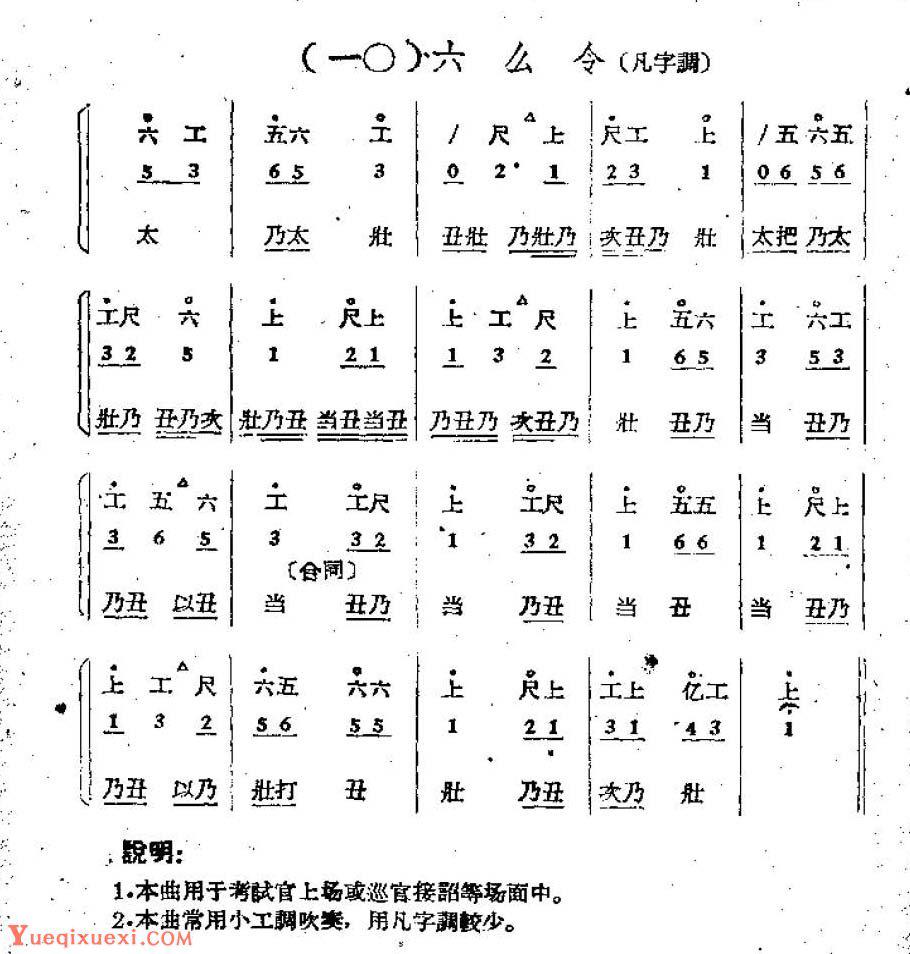 （一〇）六 么 令（凡字調）
六 工 五六 工 / 尺 上 尺工 上 / 五 六五
5 3 6 5 3 0 2· 1 2 3 1 0 6 5 6
太 乃太 壯 丑壯 乃壯乃 次丑乃 壯 太把 乃太
工尺 六 上 尺上 上 工 尺 上 五六 工 六工
3 2 5 1 2 1 1 3 2 1 6 5 3 5 3
壯乃 丑乃次 壯乃丑 当丑当丑 乃丑乃 次丑乃 壯 丑乃 当 丑乃
工 五 六 工 工尺 上 工尺 上 五五 上 尺上
3 6 5 3 3 2 1 3 2 1 6 6 1 2 1
（合同）
乃丑 以丑 当 丑乃 当 乃丑 当 丑 当 丑乃
上 工 尺 六五 六六 上 尺上 工上 亿工 上
1 3 2 5 6 5 5 1 2 1 3 1 4 3 1
乃丑 以乃 壯打 丑 壯 乃丑 次乃 壯
說明：
1.本曲用于考試官上场或巡官接詔等场面中。
2.本曲常用小工調吹奏，用凡字調較少。
Yueqixuexi.com